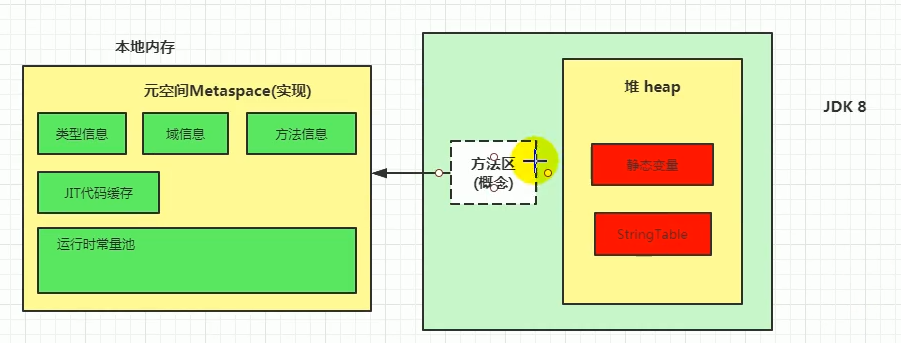 本地内存
元空间Metaspace(实现)
类型信息
域信息
方法信息
JIT代码缓存
运行时常量池
方法区
(概念)
堆 heap
静态变量
StringTable
JDK 8